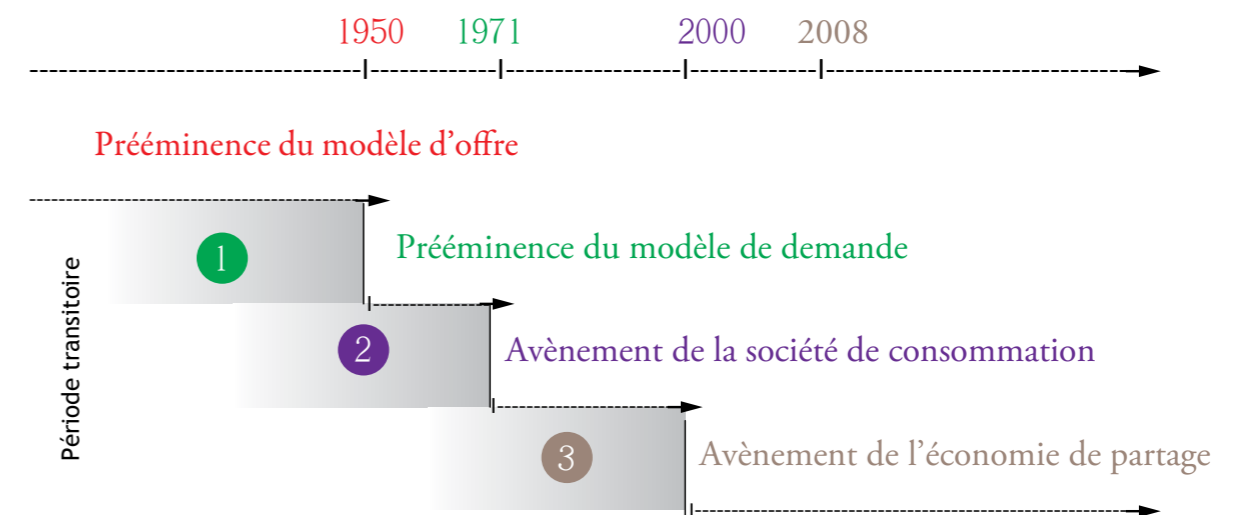 1950 1971 2000 2008
Prééminence du modèle d’offre
1
Prééminence du modèle de demande
Période transitoire
2
Avènement de la société de consommation
3
Avènement de l’économie de partage